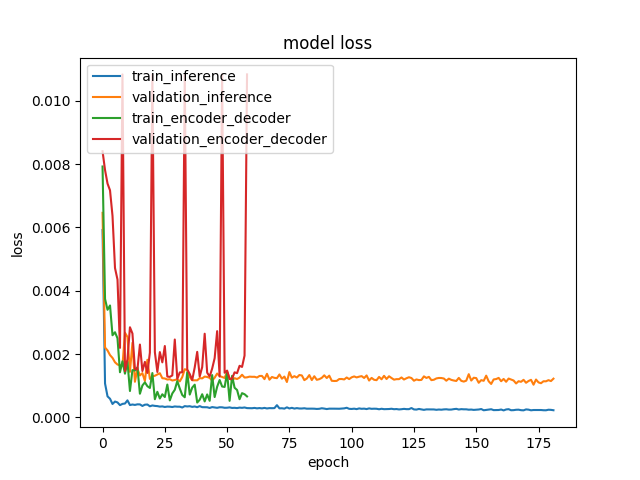 model loss
train_inference
validation_inference
train_encoder_decoder
validation_encoder_decoder
0.010
0.008
0.006
0.004
0.002
0.000
loss
0 25 50 75 100 125 150 175
epoch